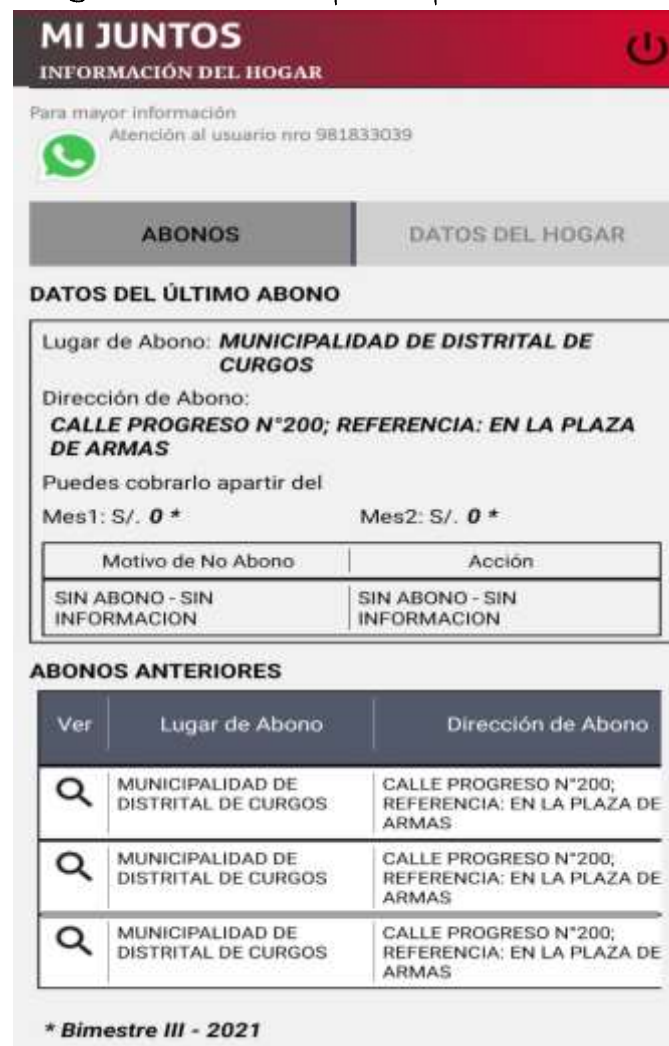 MI JUNTOS
INFORMACIÓN DEL HOGAR
Para mayor información
Atención al usuario nro 981833039
ABONOS
DATOS DEL HOGAR
DATOS DEL ÚLTIMO ABONO
Lugar de Abono: MUNICIPALIDAD DE DISTRITAL DE
CURGOS
Dirección de Abono:
CALLE PROGRESO N°200; REFERENCIA: EN LA PLAZA
DE ARMAS
Puedes cobrarlo apartir del
Mes1: S/. 0 * Mes2: S/. 0 *
Motivo de No Abono
Acción
SIN ABONO - SIN
INFORMACION
SIN ABONO - SIN
INFORMACION
ABONOS ANTERIORES
Ver
Lugar de Abono
Dirección de Abono
MUNICIPALIDAD DE
DISTRITAL DE CURGOS
CALLE PROGRESO N°200;
REFERENCIA: EN LA PLAZA DE
ARMAS
MUNICIPALIDAD DE
DISTRITAL DE CURGOS
CALLE PROGRESO N°200;
REFERENCIA: EN LA PLAZA DE
ARMAS
MUNICIPALIDAD DE
DISTRITAL DE CURGOS
CALLE PROGRESO N°200;
REFERENCIA: EN LA PLAZA DE
ARMAS
* Bimestre III - 2021